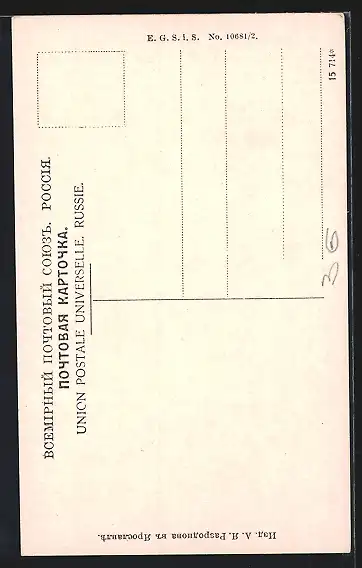 E. G. S. i. S. No. 10681/2.
15 714*
ВСЕМІРНЫЙ ПОЧТОВЫЙ СОЮЗЪ. РОССІЯ.
ПОЧТОВАЯ КАРТОЧКА.
UNION POSTALE UNIVERSELLE. RUSSIE.
36
Изд. А. Я. Разроднова въ Ярославлѣ.